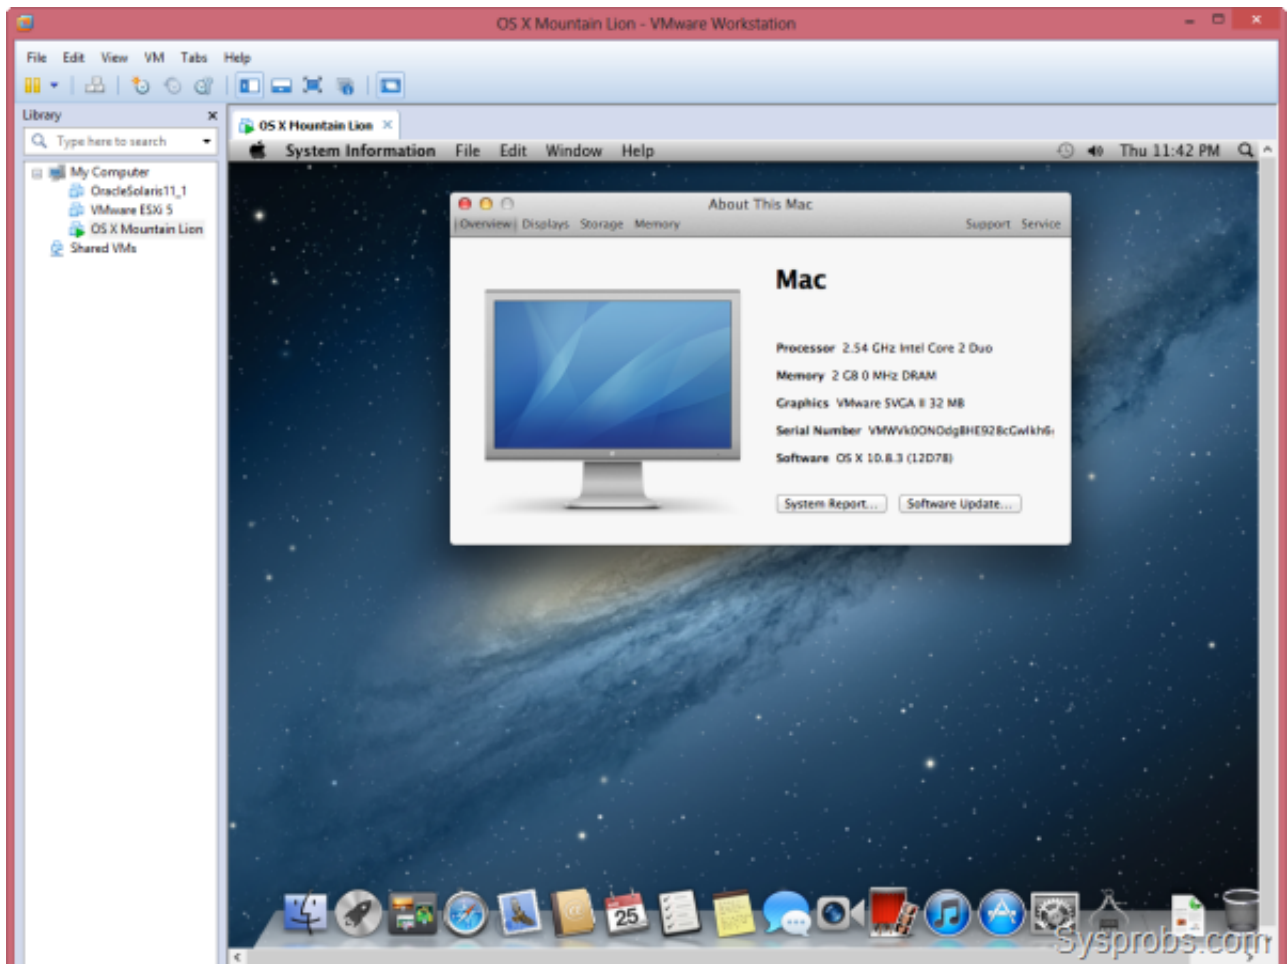 OS X Mountain Lion - VMware Workstation
File Edit View VM Tabs Help
Library
Type here to search
OS X Mountain Lion
My Computer
OracleSolaris11_1
VMware ESXi 5
OS X Mountain Lion
Shared VMs
System Information File Edit Window Help
Thu 11:42 PM
About This Mac
Overview Displays Storage Memory
Support Service
Mac
Processor 2.54 GHz Intel Core 2 Duo
Memory 2 GB 0 MHz DRAM
Graphics VMware SVGA II 32 MB
Serial Number
Software OS X 10.8.3 (12D78)
System Report... Software Update...
25
Sysprobs.com